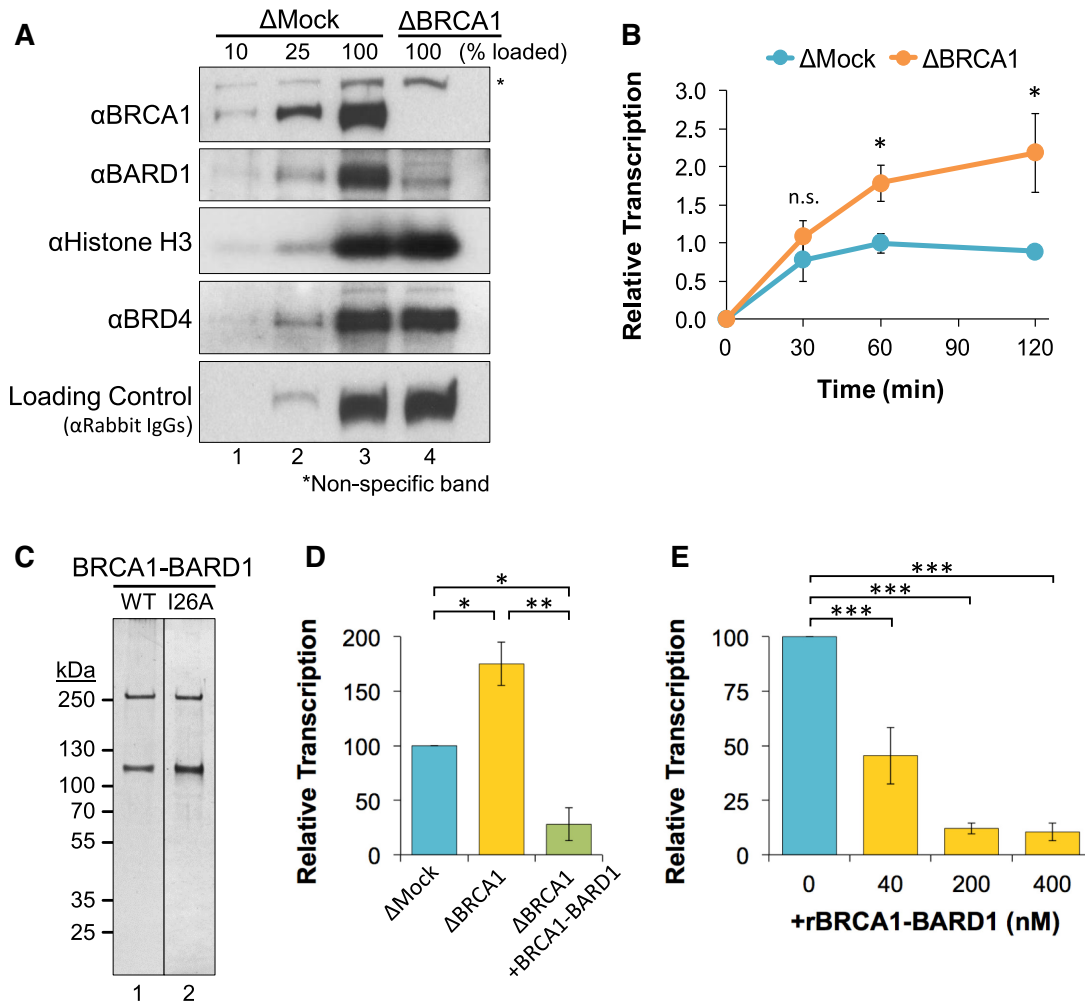 A
ΔMock ΔBRCA1
10 25 100 100 (% loaded)
*
αBRCA1
αBARD1
αHistone H3
αBRD4
Loading Control
(αRabbit IgGs)
1 2 3 4
*Non-specific band
B
ΔMock ΔBRCA1
Relative Transcription
3.0
2.5
2.0
1.5
1.0
0.5
0.0
n.s.
*
*
0 30 60 90 120
Time (min)
C
BRCA1-BARD1
WT I26A
kDa
250
130
100
70
55
35
25
1 2
D
*
* **
Relative Transcription
200
150
100
50
0
ΔMock
ΔBRCA1
ΔBRCA1
+BRCA1-BARD1
E
***
***
***
Relative Transcription
100
75
50
25
0
0 40 200 400
+rBRCA1-BARD1 (nM)